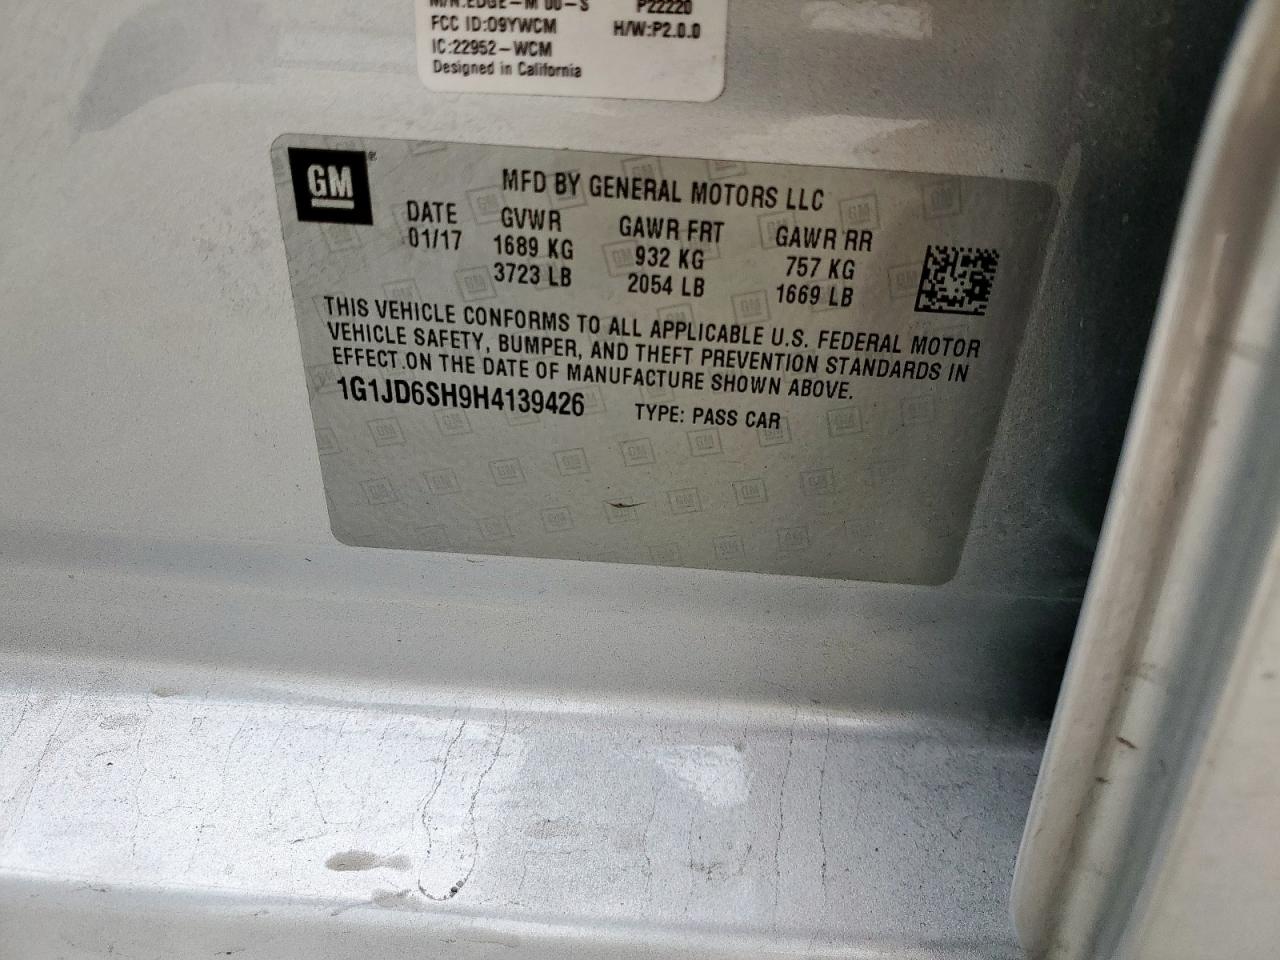 M/N:EDGE-M UU-S P22220
FCC ID:O9YWCM H/W:P2.0.0
IC:22952-WCM
Designed in California
GM®
MFD BY GENERAL MOTORS LLC
DATE GVWR GAWR FRT GAWR RR
01/17 1689 KG 932 KG 757 KG
3723 LB 2054 LB 1669 LB
THIS VEHICLE CONFORMS TO ALL APPLICABLE U.S. FEDERAL MOTOR
VEHICLE SAFETY, BUMPER, AND THEFT PREVENTION STANDARDS IN
EFFECT ON THE DATE OF MANUFACTURE SHOWN ABOVE.
1G1JD6SH9H4139426 TYPE: PASS CAR